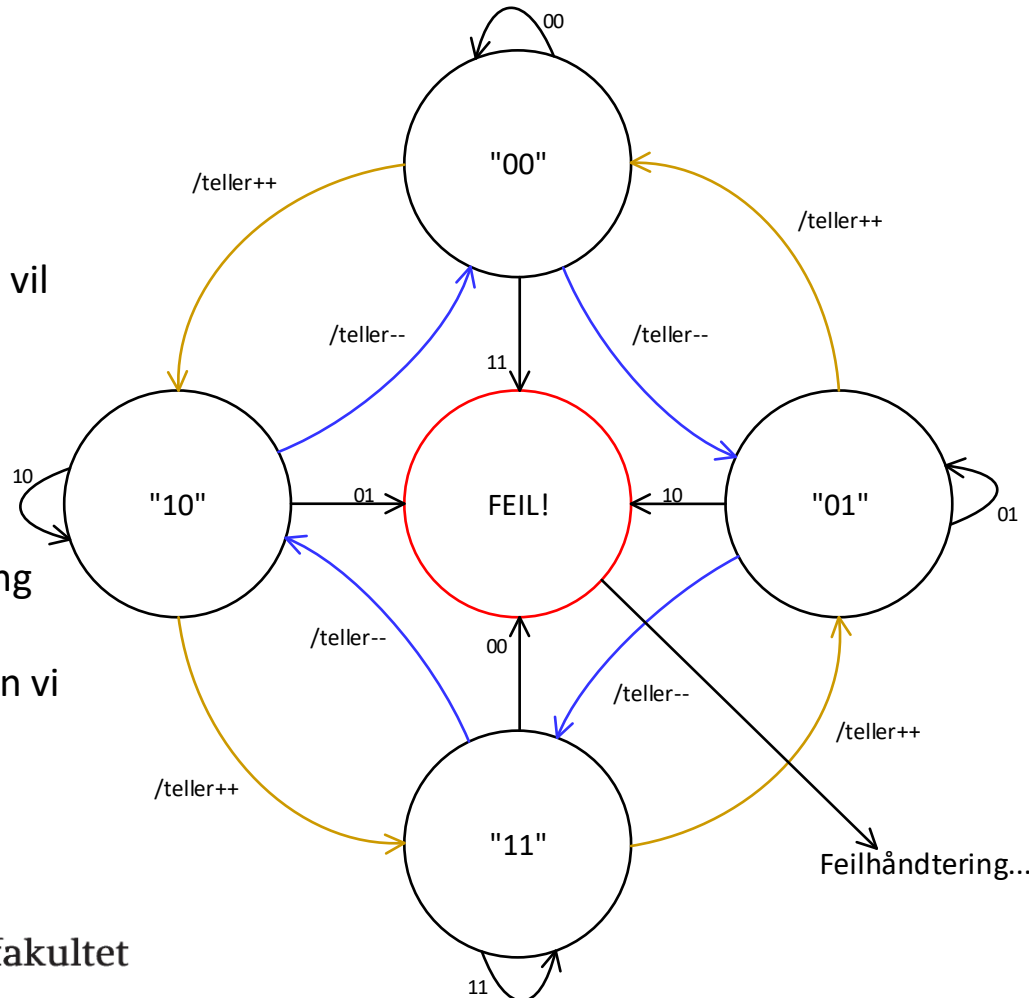 00
"00"
/teller++
/teller++
vil
/teller--
/teller--
11
10
"10"
01
FEIL!
10
"01"
01
/teller--
00
/teller--
n vi
/teller++
/teller++
"11"
Feilhåndtering...
fakultet
11